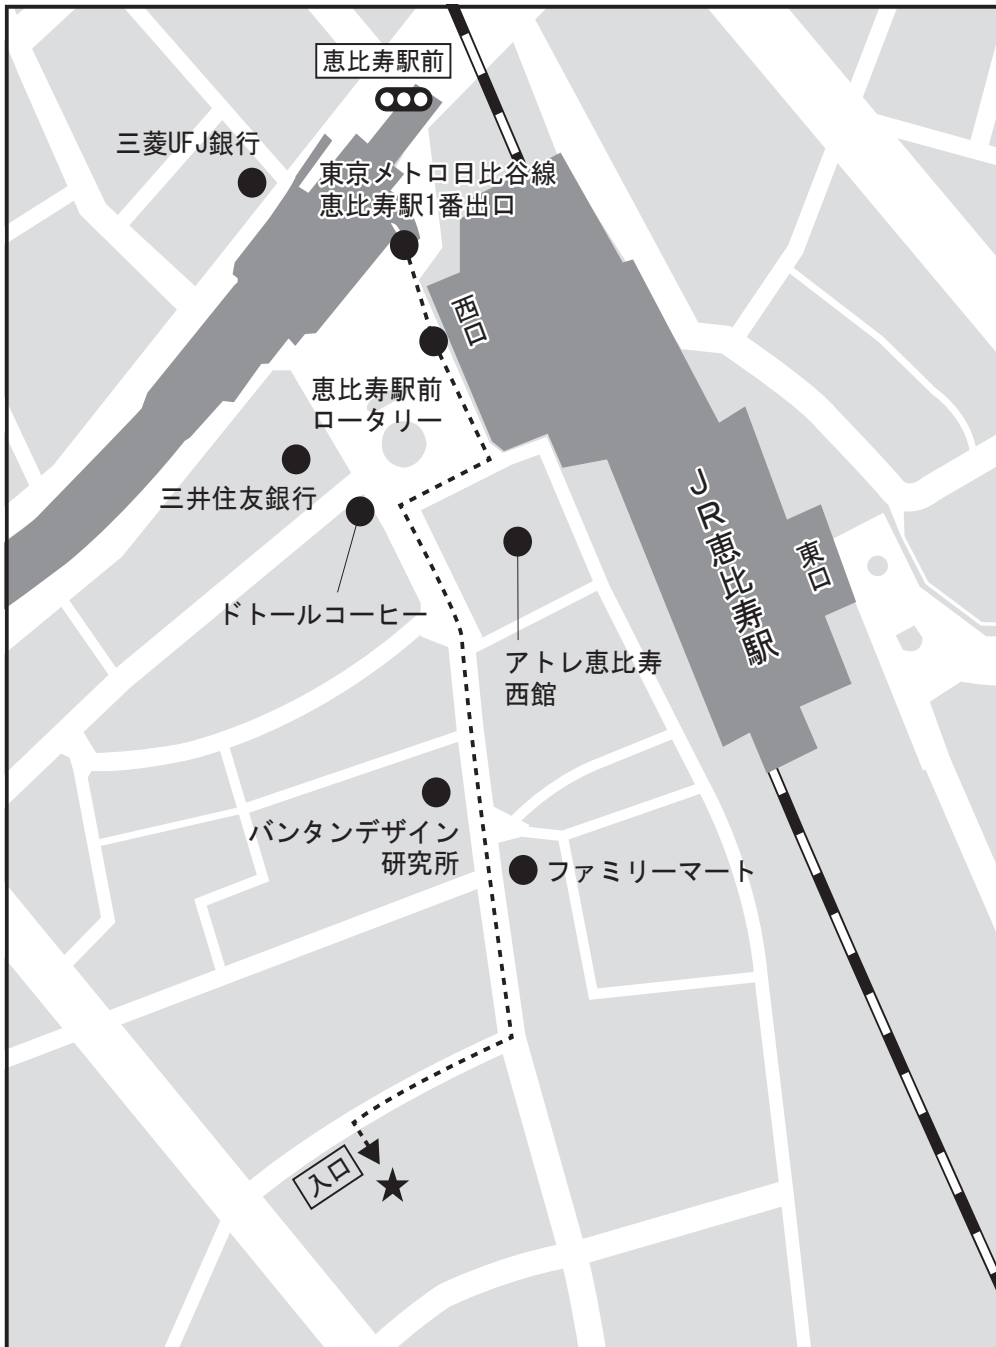 恵比寿駅前
三菱UFJ銀行
東京メトロ日比谷線
恵比寿駅1番出口
西口
恵比寿駅前
ロータリー
三井住友銀行
JR恵比寿駅
東口
ドトールコーヒー
アトレ恵比寿
西館
バンタンデザイン
研究所
ファミリーマート
入口